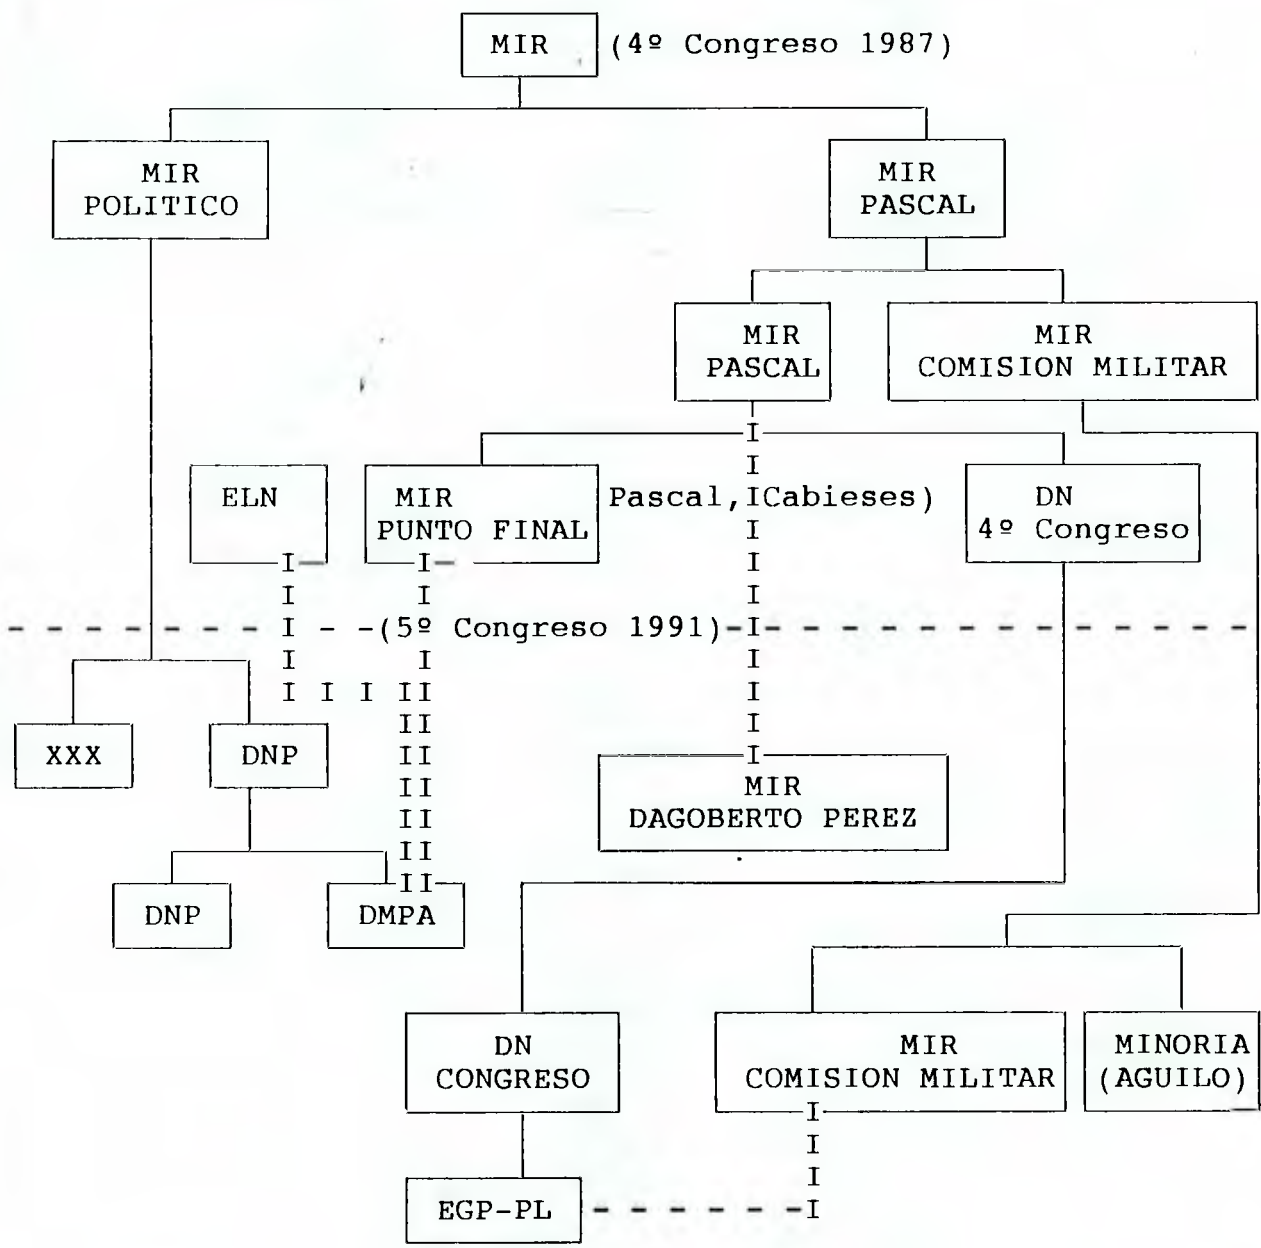 MIR (4º Congreso 1987)
MIR
POLITICO
MIR
PASCAL
MIR
PASCAL
MIR
COMISION MILITAR
ELN
MIR
PUNTO FINAL
Pascal, Cabieses)
DN
4º Congreso
(5º Congreso 1991)
XXX
DNP
MIR
DAGOBERTO PEREZ
DNP
DMPA
DN
CONGRESO
MIR
COMISION MILITAR
MINORIA
(AGUILO)
EGP-PL